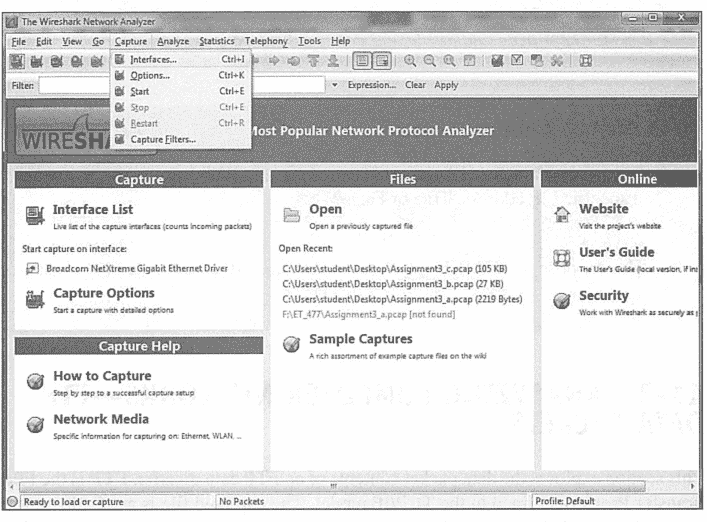 The Wireshark Network Analyzer
File Edit View Go Capture Analyze Statistics Telephony Tools Help
Interfaces... Ctrl+I
Options... Ctrl+K
Start Ctrl+E
Stop Ctrl+E
Restart Ctrl+R
Capture Filters...
Filter: Expression... Clear Apply
WIRESHA
Most Popular Network Protocol Analyzer
Capture
Interface List
Live list of the capture interfaces (counts incoming packets)
Start capture on interface:
Broadcom NetXtreme Gigabit Ethernet Driver
Capture Options
Start a capture with detailed options
Capture Help
How to Capture
Step by step to a successful capture setup
Network Media
Specific information for capturing on: Ethernet, WLAN, ...
Files
Open
Open a previously captured file
Open Recent:
C:\Users\student\Desktop\Assignment3_c.pcap (105 KB)
C:\Users\student\Desktop\Assignment3_b.pcap (27 KB)
C:\Users\student\Desktop\Assignment3_a.pcap (2219 Bytes)
F:\ET_477\Assignment3_a.pcap [not found]
Sample Captures
A rich assortment of example capture files on the wiki
Online
Website
Visit the project's website
User's Guide
The User's Guide (local version, if ins
Security
Work with Wireshark as securely as p
Ready to load or capture No Packets Profile: Default